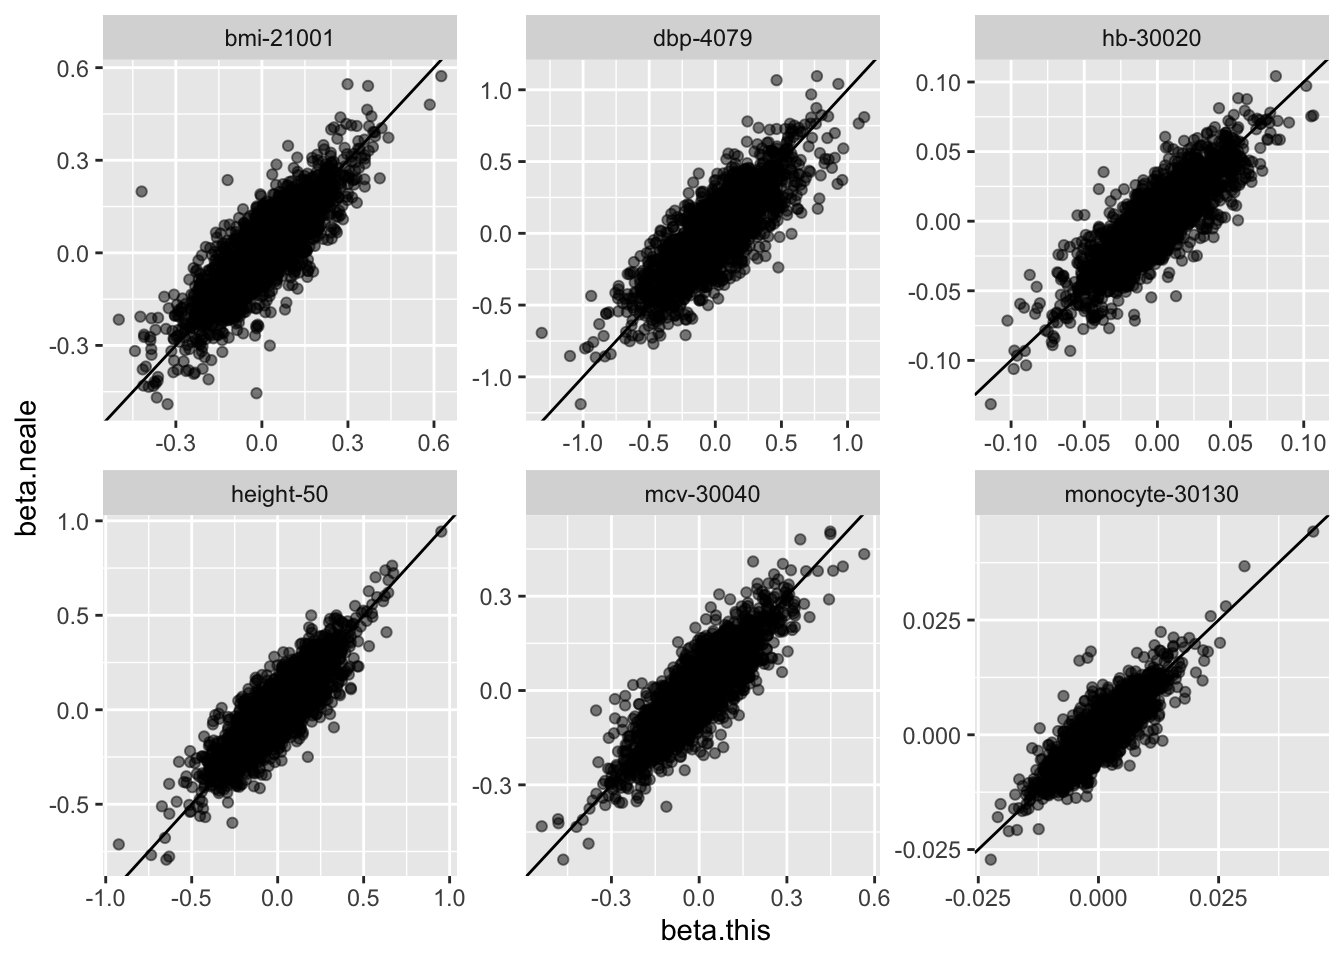 bmi-21001 dbp-4079 hb-30020
0.6
0.3
0.0
-0.3
1.0
0.5
0.0
-0.5
-1.0
0.10
0.05
0.00
-0.05
-0.10
-0.3 0.0 0.3 0.6
-1.0 -0.5 0.0 0.5 1.0
-0.10 -0.05 0.00 0.05 0.10
beta.neale
height-50 mcv-30040 monocyte-30130
1.0
0.5
0.0
-0.5
0.3
0.0
-0.3
0.025
0.000
-0.025
-1.0 -0.5 0.0 0.5 1.0
-0.3 0.0 0.3 0.6
-0.025 0.000 0.025
beta.this